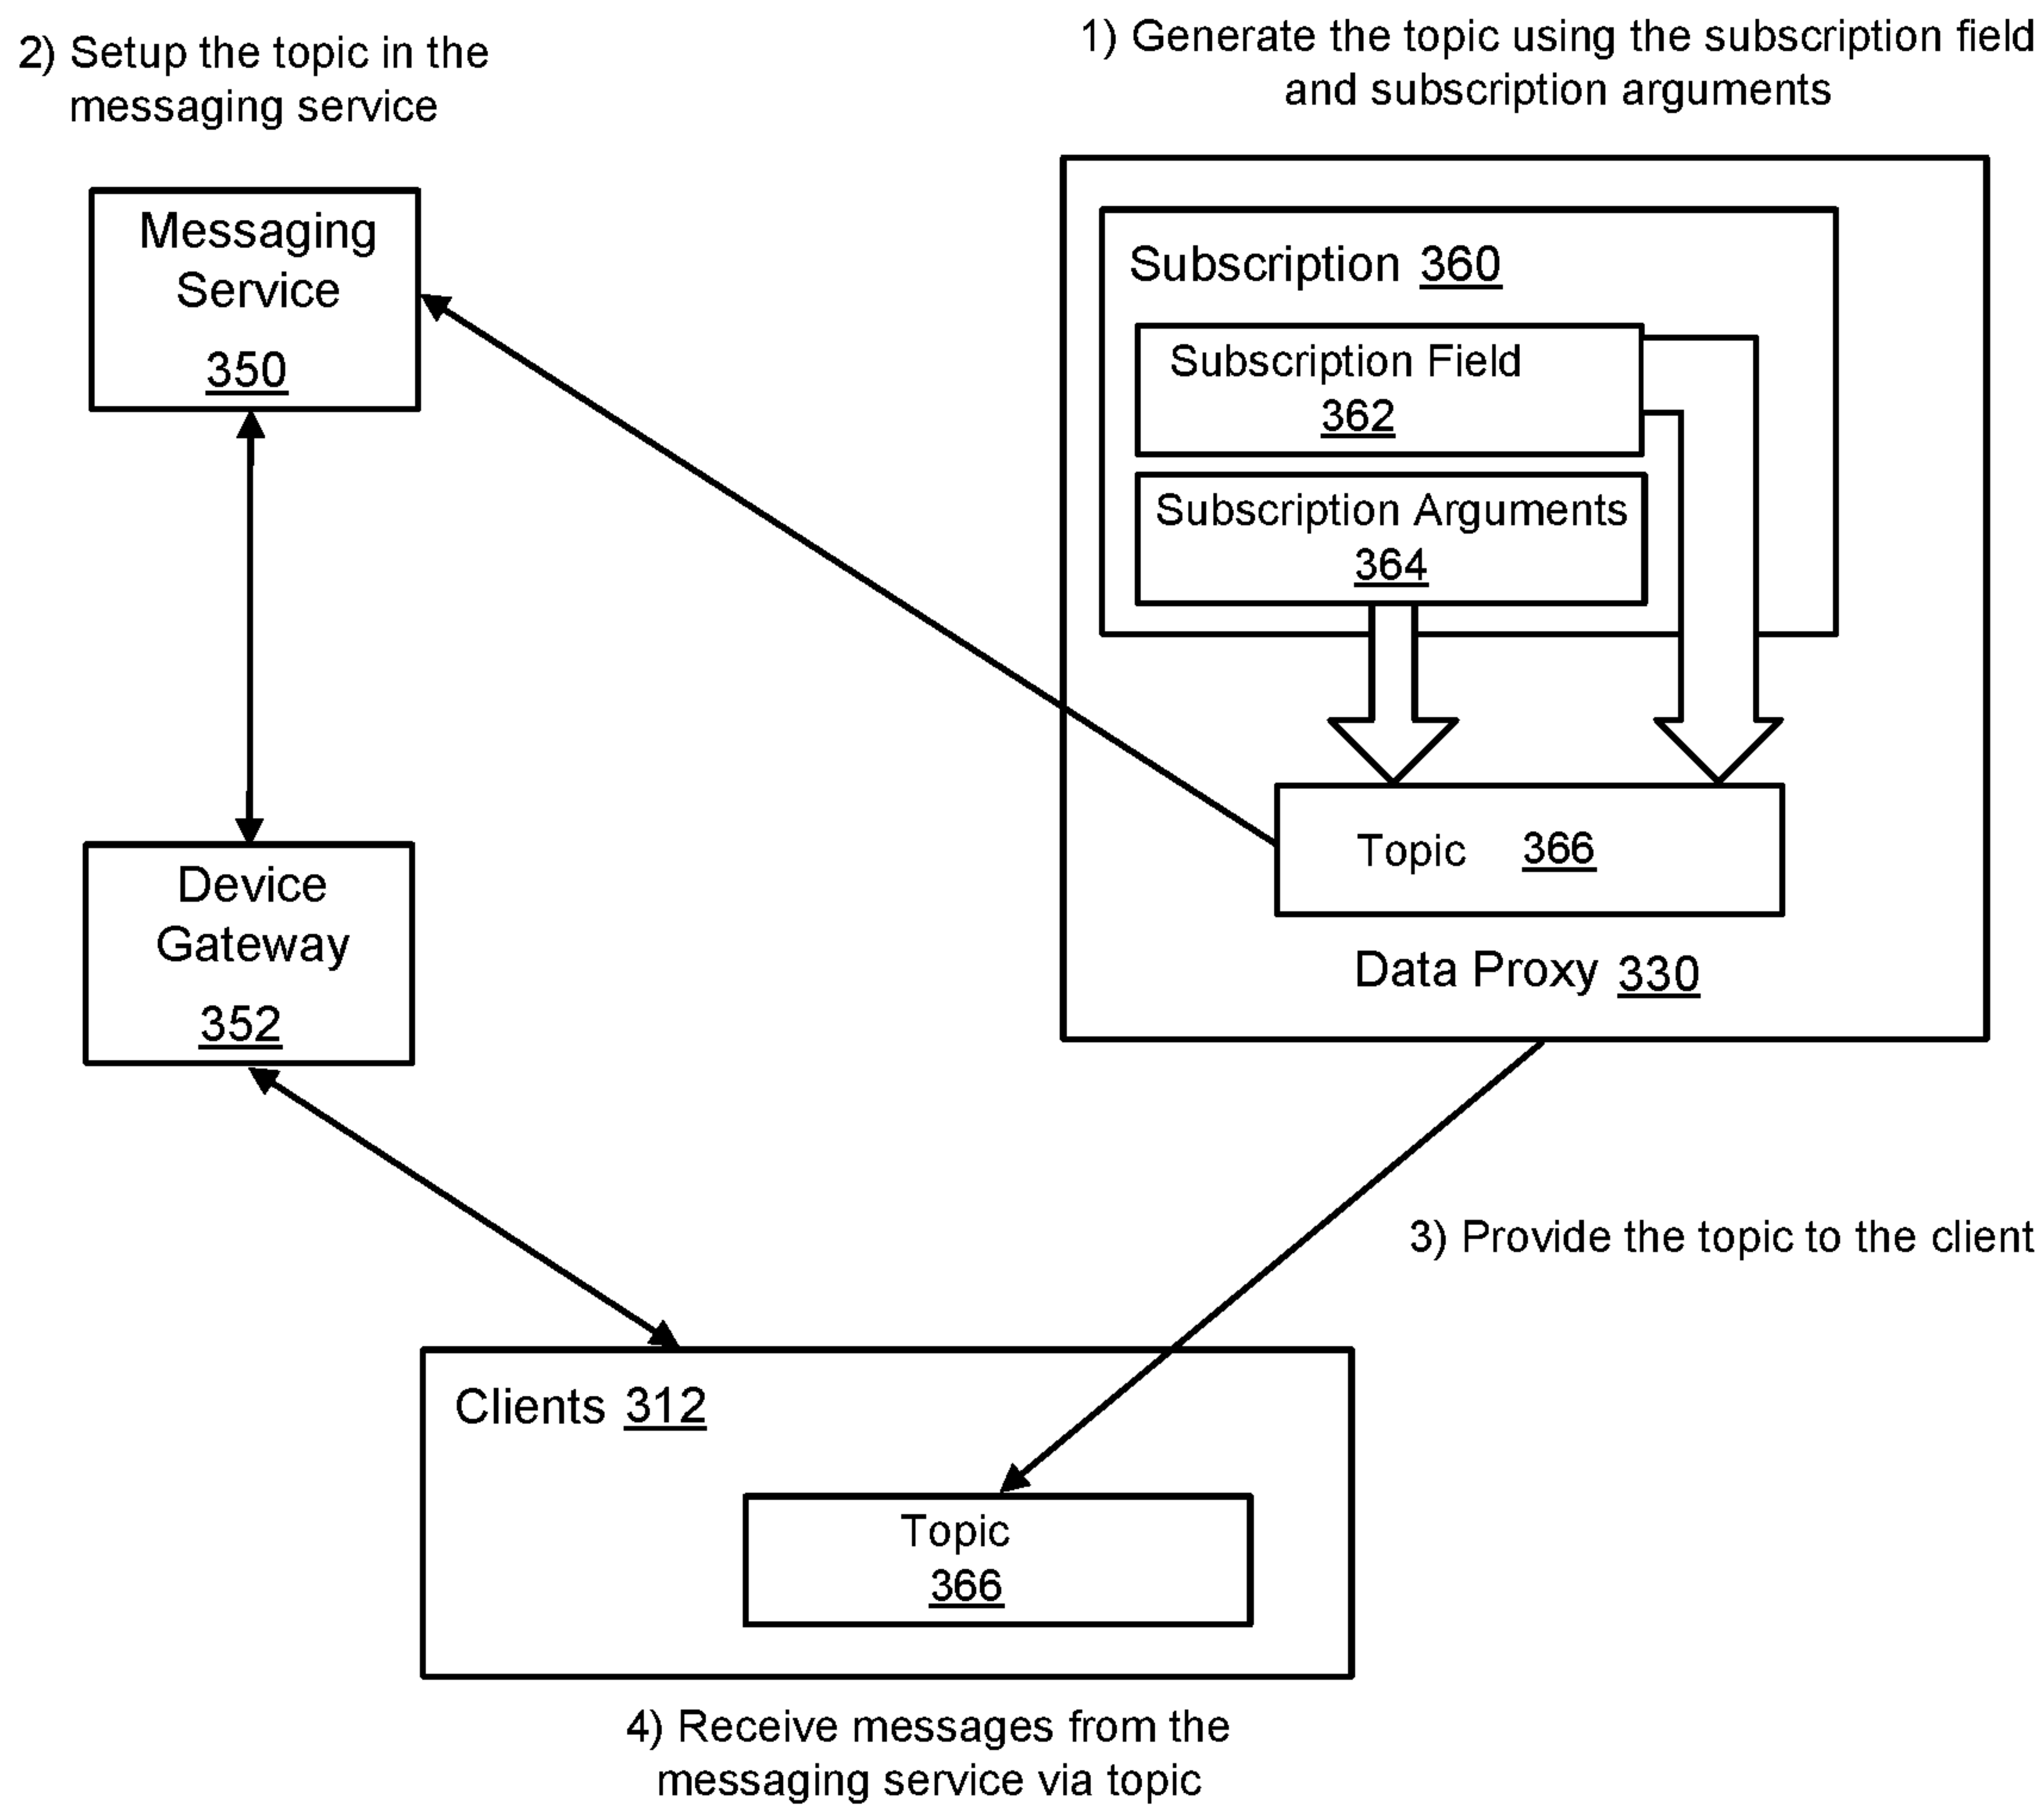 2) Setup the topic in the
messaging service
1) Generate the topic using the subscription field
and subscription arguments
Messaging
Service
350
Subscription 360
Subscription Field
362
Subscription Arguments
364
Topic 366
Data Proxy 330
Device
Gateway
352
3) Provide the topic to the client
Clients 312
Topic
366
4) Receive messages from the
messaging service via topic